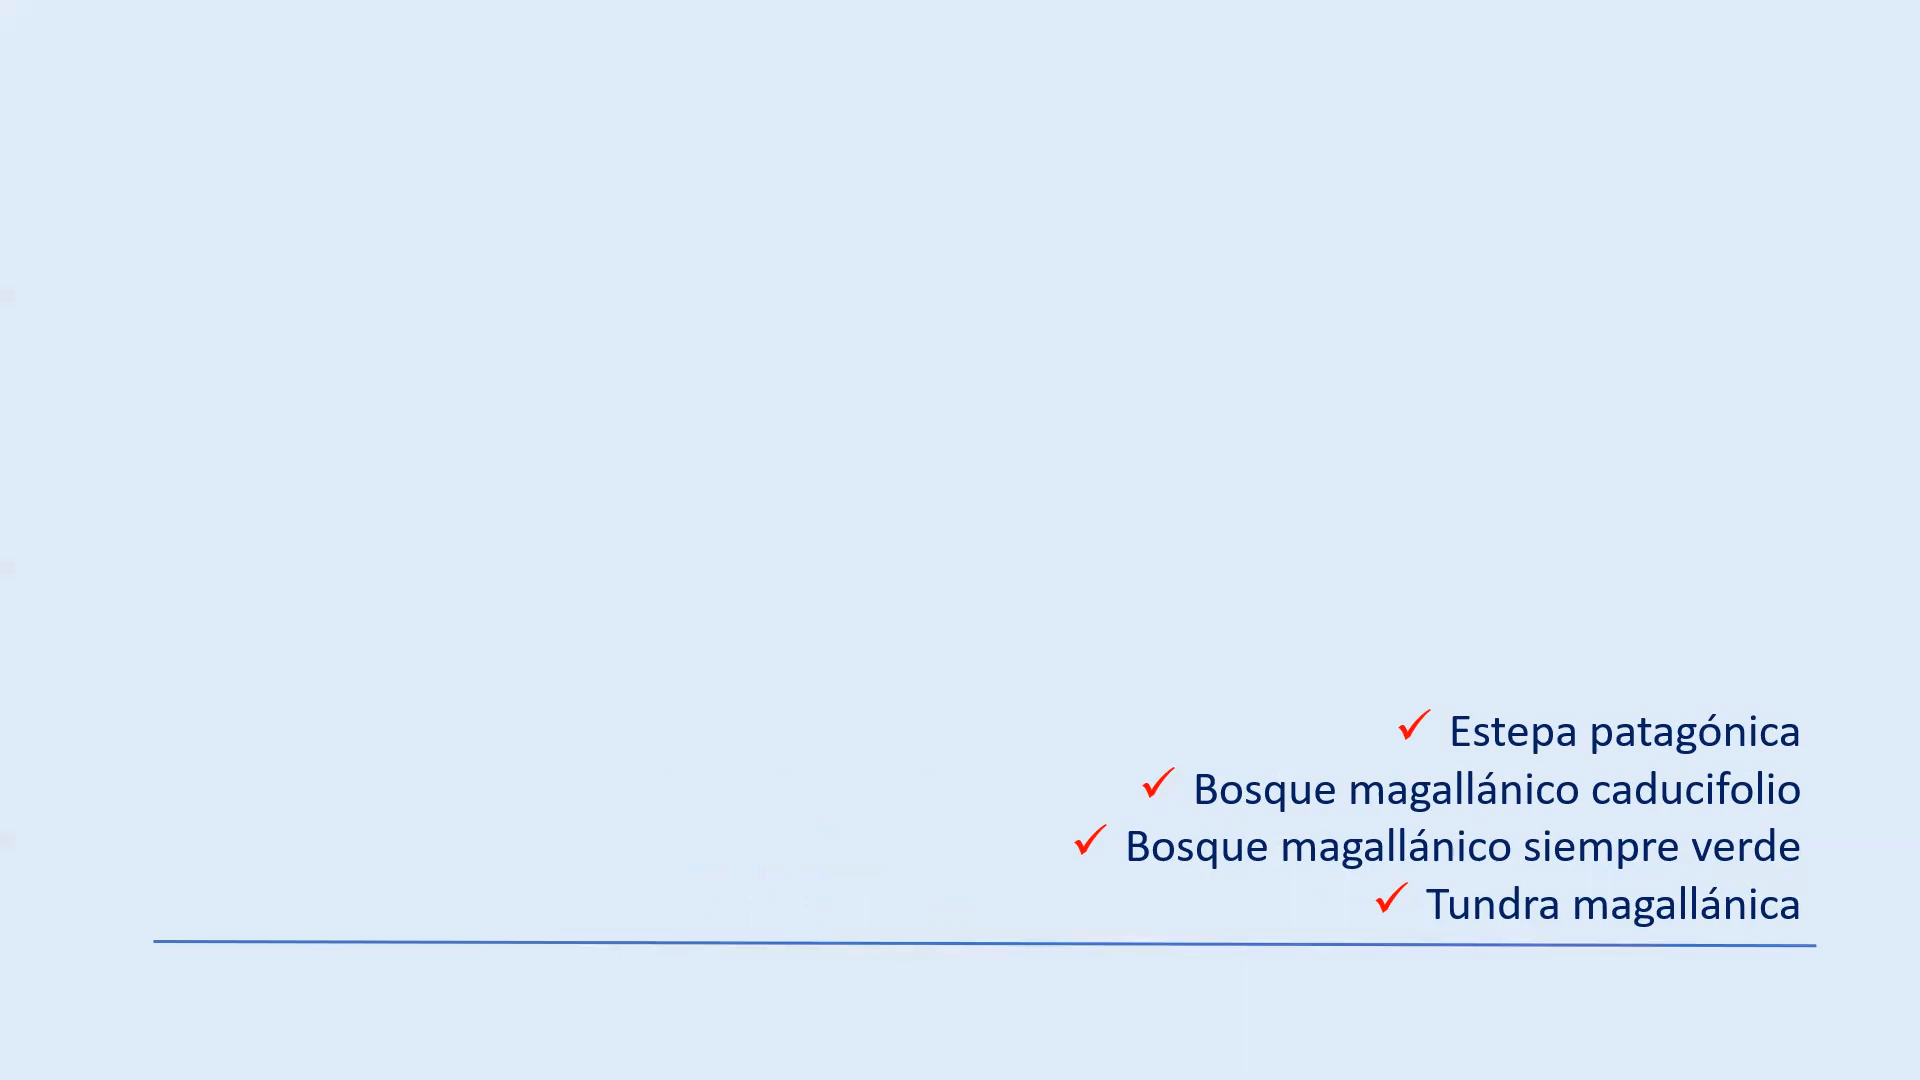 ✓ Estepa patagónica
✓ Bosque magallánico caducifolio
✓ Bosque magallánico siempre verde
✓ Tundra magallánica